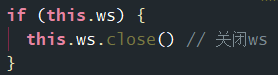 if (this.ws) {
this.ws.close() // 关闭ws
}